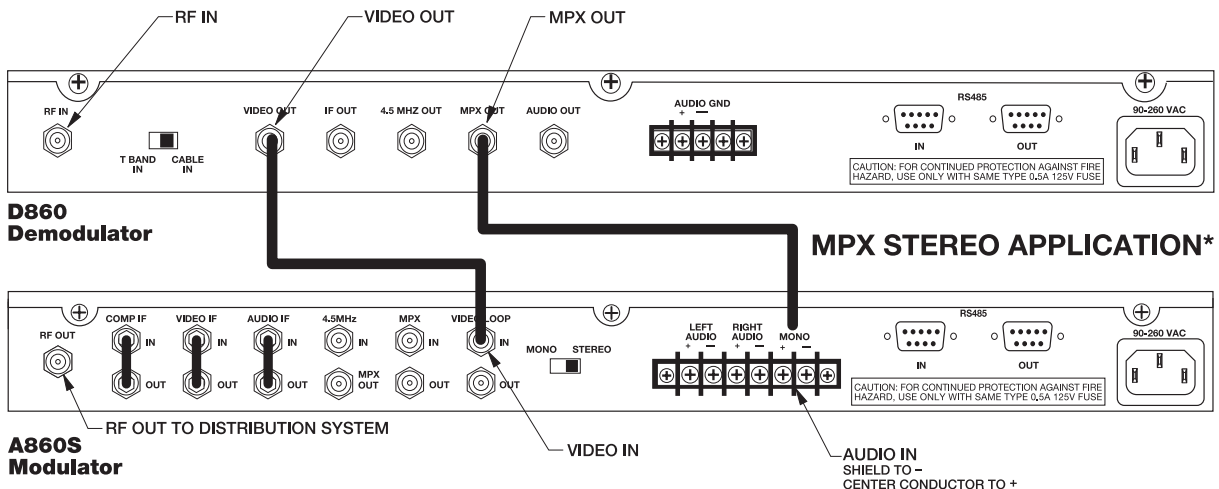 RF IN
VIDEO OUT
MPX OUT
RF IN
VIDEO OUT
IF OUT
4.5 MHZ OUT
MPX OUT
AUDIO OUT
AUDIO GND
+ −
RS485
90-260 VAC
T BAND IN
CABLE IN
IN
OUT
CAUTION: FOR CONTINUED PROTECTION AGAINST FIRE
HAZARD, USE ONLY WITH SAME TYPE 0.5A 125V FUSE
D860
Demodulator
MPX STEREO APPLICATION*
RF OUT
COMP IF
VIDEO IF
AUDIO IF
4.5MHz
MPX
VIDEO LOOP
IN
IN
IN
IN
IN
IN
MONO STEREO
LEFT AUDIO
+ −
RIGHT AUDIO
+ −
MONO
+ −
RS485
90-260 VAC
IN
OUT
OUT
OUT
OUT
MPX OUT
OUT
OUT
CAUTION: FOR CONTINUED PROTECTION AGAINST FIRE
HAZARD, USE ONLY WITH SAME TYPE 0.5A 125V FUSE
RF OUT TO DISTRIBUTION SYSTEM
A860S
Modulator
VIDEO IN
AUDIO IN
SHIELD TO −
CENTER CONDUCTOR TO +